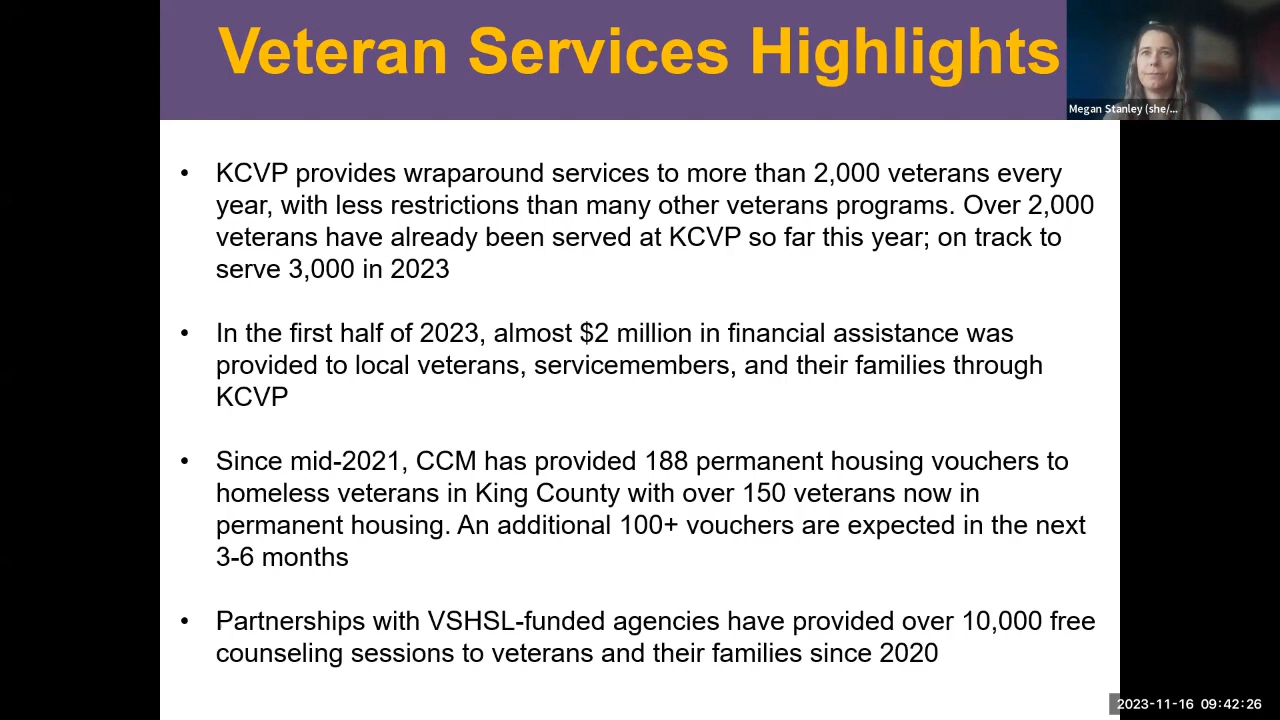 Veteran Services Highlights
Megan Stanley (she/...
• KCVP provides wraparound services to more than 2,000 veterans every
year, with less restrictions than many other veterans programs. Over 2,000
veterans have already been served at KCVP so far this year; on track to
serve 3,000 in 2023
• In the first half of 2023, almost $2 million in financial assistance was
provided to local veterans, servicemembers, and their families through
KCVP
• Since mid-2021, CCM has provided 188 permanent housing vouchers to
homeless veterans in King County with over 150 veterans now in
permanent housing. An additional 100+ vouchers are expected in the next
3-6 months
• Partnerships with VSHSL-funded agencies have provided over 10,000 free
counseling sessions to veterans and their families since 2020
2023-11-16 09:42:26